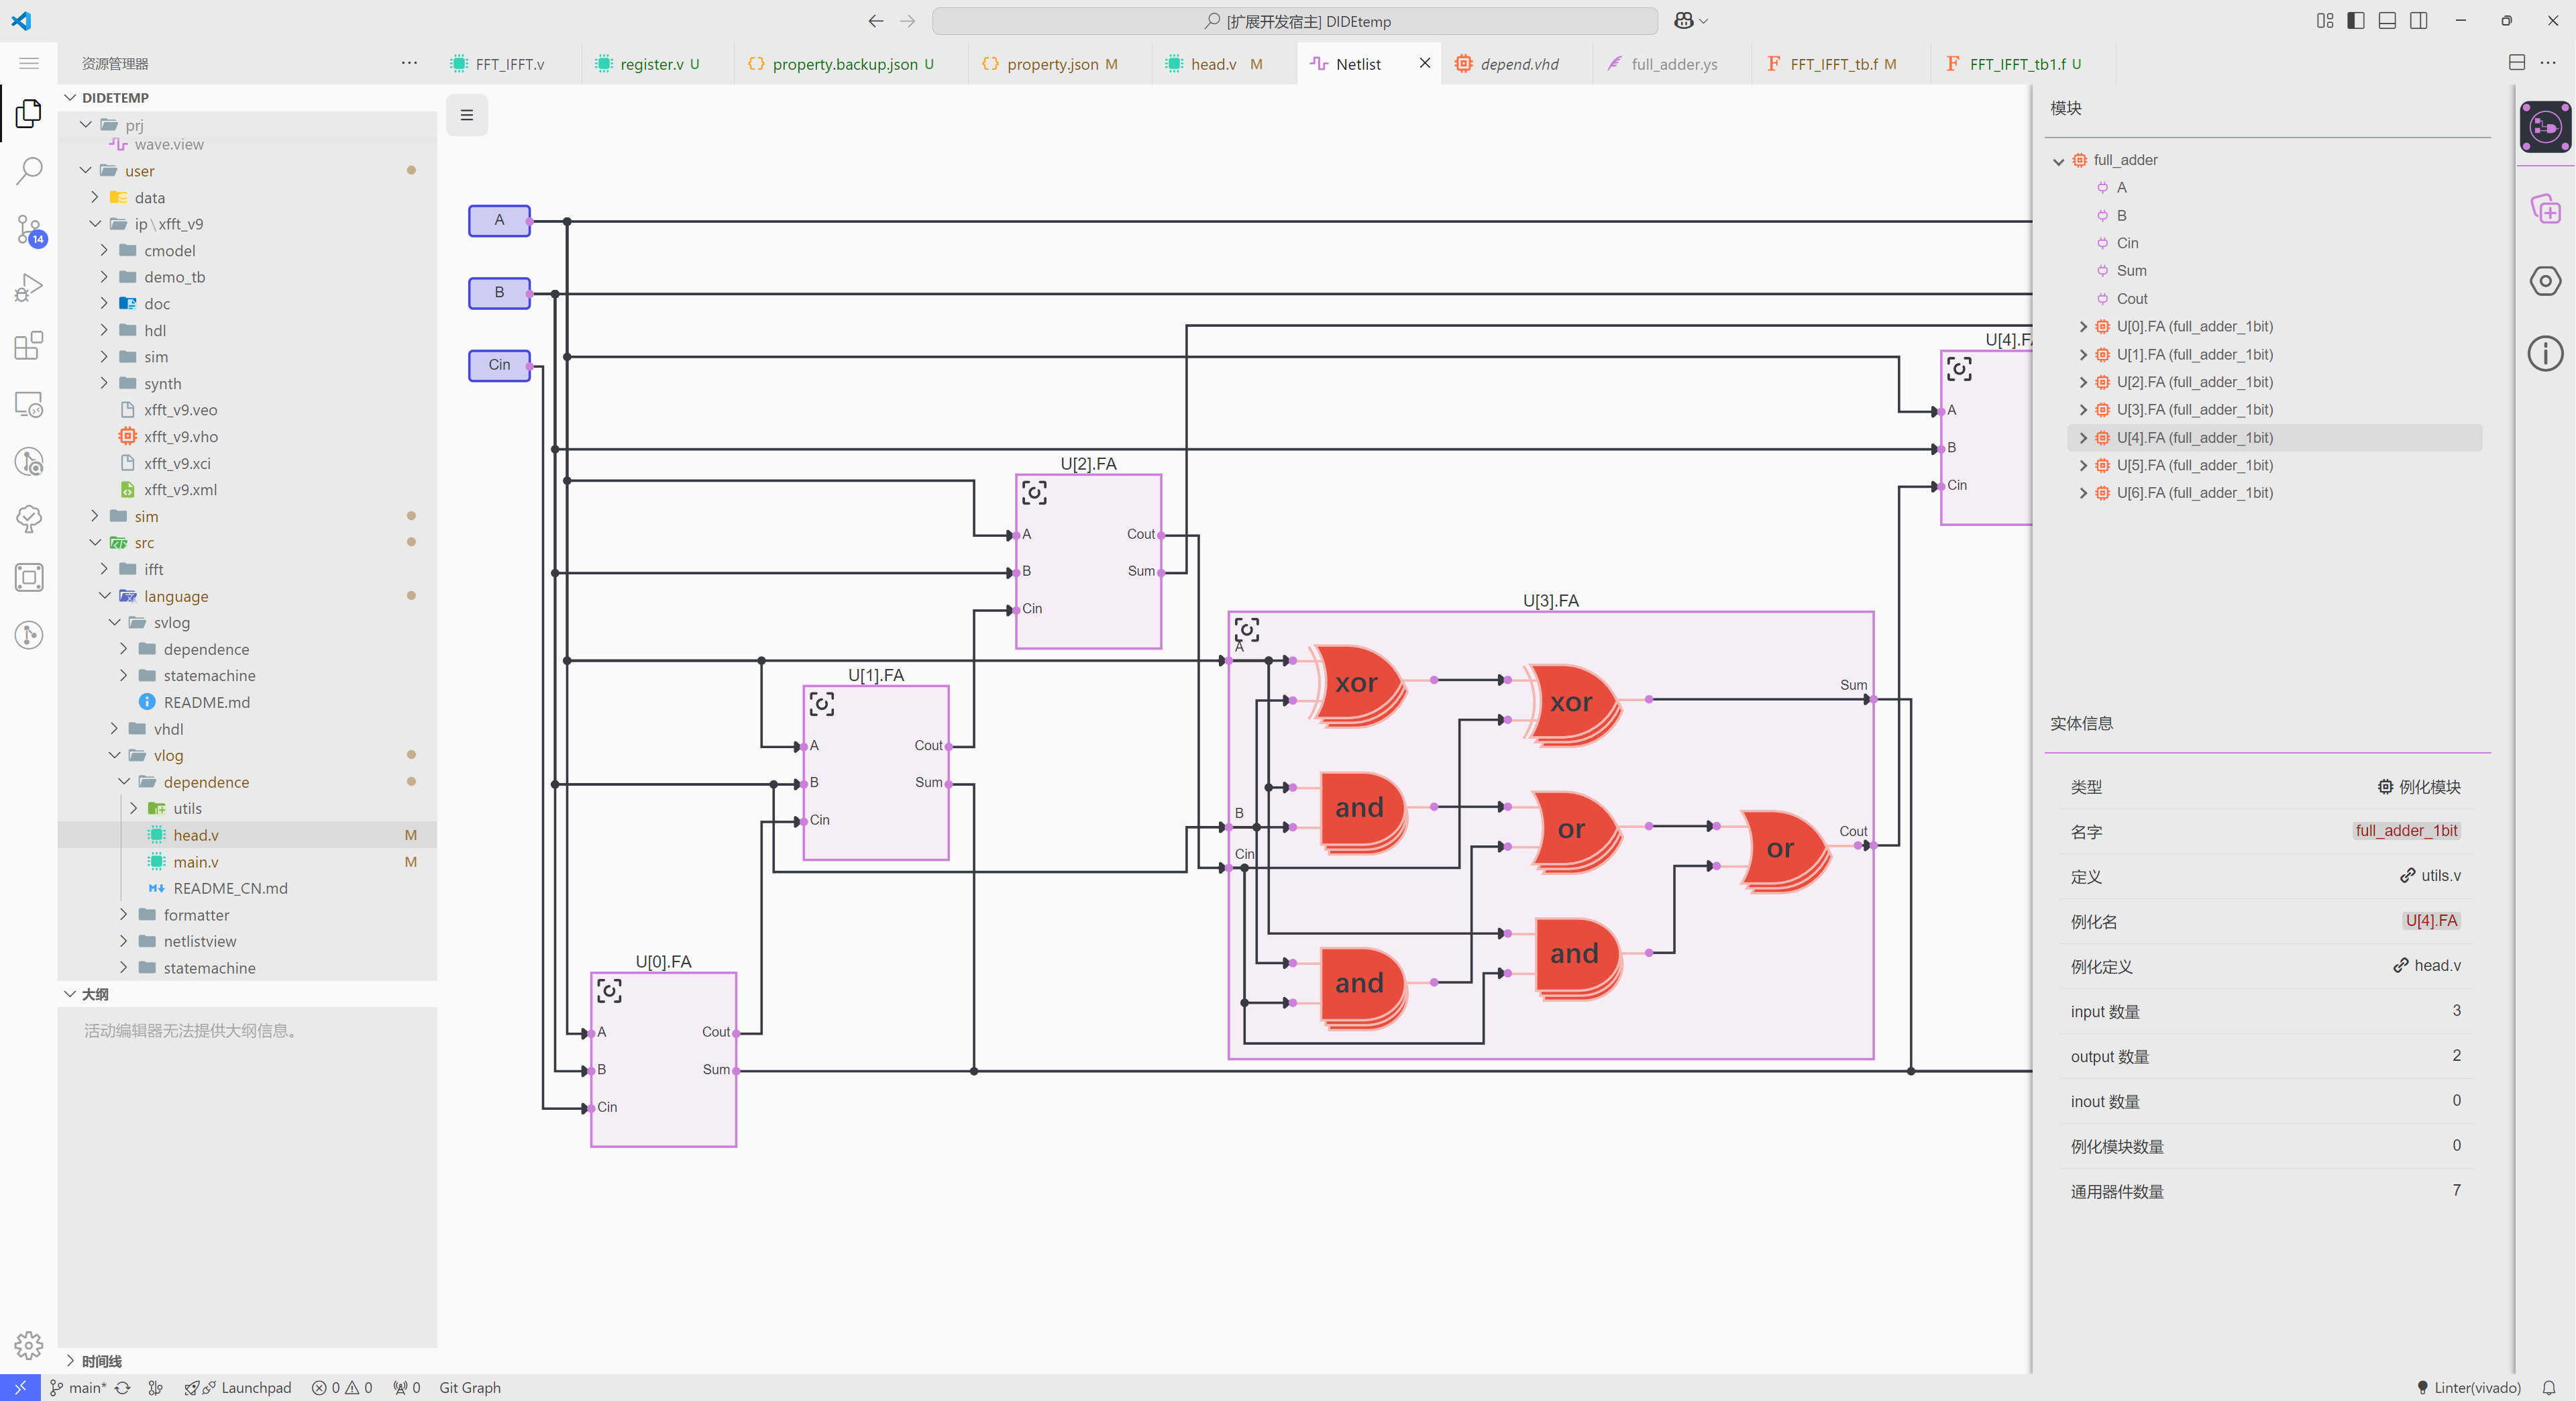 [扩展开发宿主] DIDEtemp
资源管理器
FFT_IFFT.v
register.v U
property.backup.json U
property.json M
head.v M
Netlist
depend.vhd
full_adder.ys
FFT_IFFT_tb.f M
FFT_IFFT_tb1.f U
DIDETEMP
prj
wave.view
user
data
ip\xfft_v9
14
cmodel
demo_tb
doc
hdl
sim
synth
xfft_v9.veo
xfft_v9.vho
xfft_v9.xci
xfft_v9.xml
sim
src
ifft
language
svlog
dependence
statemachine
README.md
vhdl
vlog
dependence
utils
head.v M
main.v M
README_CN.md
formatter
netlistview
statemachine
大纲
活动编辑器无法提供大纲信息。
时间线
A
B
Cin
U[4].FA
A
B
Cin
U[2].FA
A
B
Cin
Cout
Sum
U[3].FA
A
B
Cin
xor
xor
and
or
or
and
and
Sum
Cout
U[1].FA
A
B
Cin
Cout
Sum
U[0].FA
A
B
Cin
Cout
Sum
模块
full_adder
A
B
Cin
Sum
Cout
U[0].FA (full_adder_1bit)
U[1].FA (full_adder_1bit)
U[2].FA (full_adder_1bit)
U[3].FA (full_adder_1bit)
U[4].FA (full_adder_1bit)
U[5].FA (full_adder_1bit)
U[6].FA (full_adder_1bit)
实体信息
类型 例化模块
名字 full_adder_1bit
定义 utils.v
例化名 U[4].FA
例化定义 head.v
input 数量 3
output 数量 2
inout 数量 0
例化模块数量 0
通用器件数量 7
main* Launchpad 0 0 0 Git Graph
Linter(vivado)